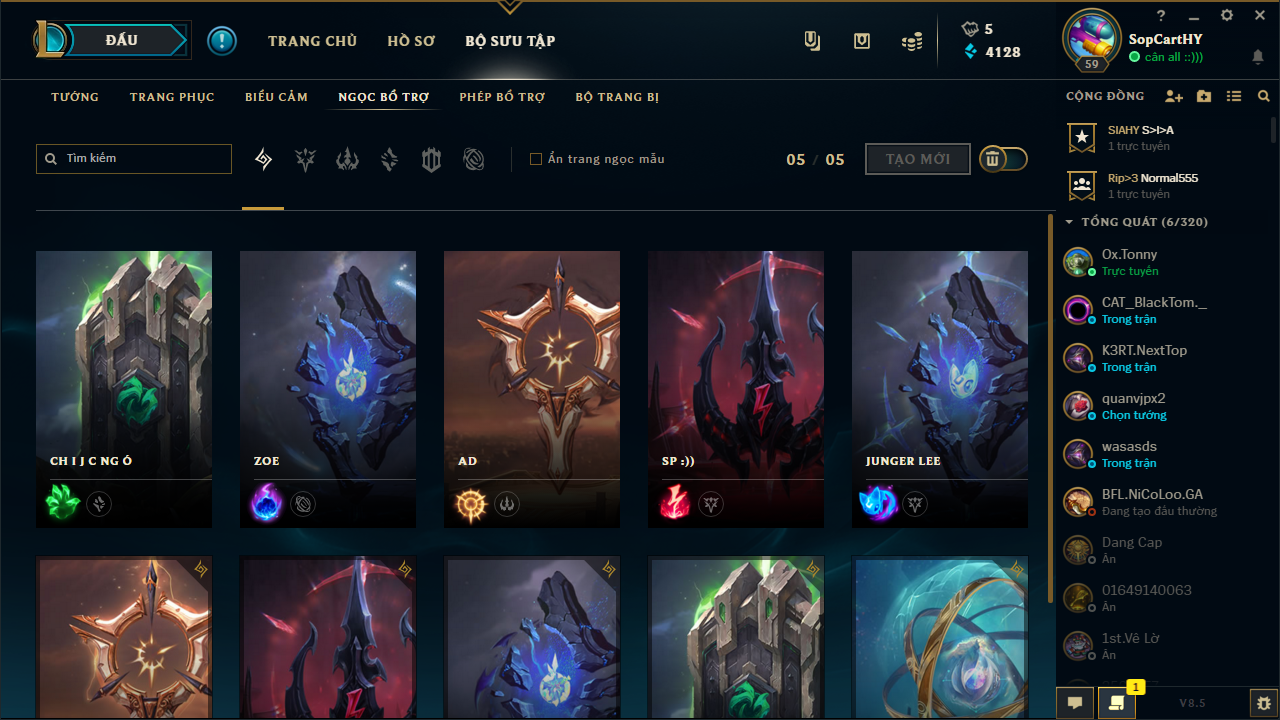 ĐẤU
TRANG CHỦ
HỒ SƠ
BỘ SƯU TẬP
5
4128
?
SopCartHY
cân all ::)))
59
TƯỚNG
TRANG PHỤC
BIỂU CẢM
NGỌC BỔ TRỢ
PHÉP BỔ TRỢ
BỘ TRANG BỊ
CỘNG ĐỒNG
Tìm kiếm
Ẩn trang ngọc mẫu
05 / 05
TẠO MỚI
SIAHY S>I>A
1 trực tuyến
Rip>3 Normal555
1 trực tuyến
TỔNG QUÁT (6/320)
Ox.Tonny
Trực tuyến
CAT_BlackTom._
Trong trận
K3RT.NextTop
Trong trận
quanvjpx2
Chọn tướng
wasasds
Trong trận
BFL.NiCoLoo.GA
Đang tạo đấu thường
Dang Cap
Ẩn
01649140063
Ẩn
1st.Vê Lờ
Ẩn
CH I J C NG Ó
ZOE
AD
SP :))
JUNGER LEE
1
V8.5